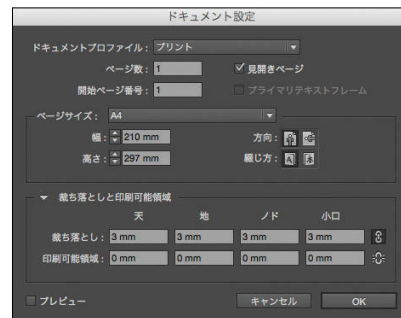 ドキュメント設定
ドキュメントプロファイル: プリント
ページ数: 1 見開きページ
開始ページ番号: 1 プライマリテキストフレーム
ページサイズ: A4
幅: 210 mm 方向:
高さ: 297 mm 綴じ方:
裁ち落としと印刷可能領域
天 地 ノド 小口
裁ち落とし: 3 mm 3 mm 3 mm 3 mm
印刷可能領域: 0 mm 0 mm 0 mm 0 mm
プレビュー キャンセル OK